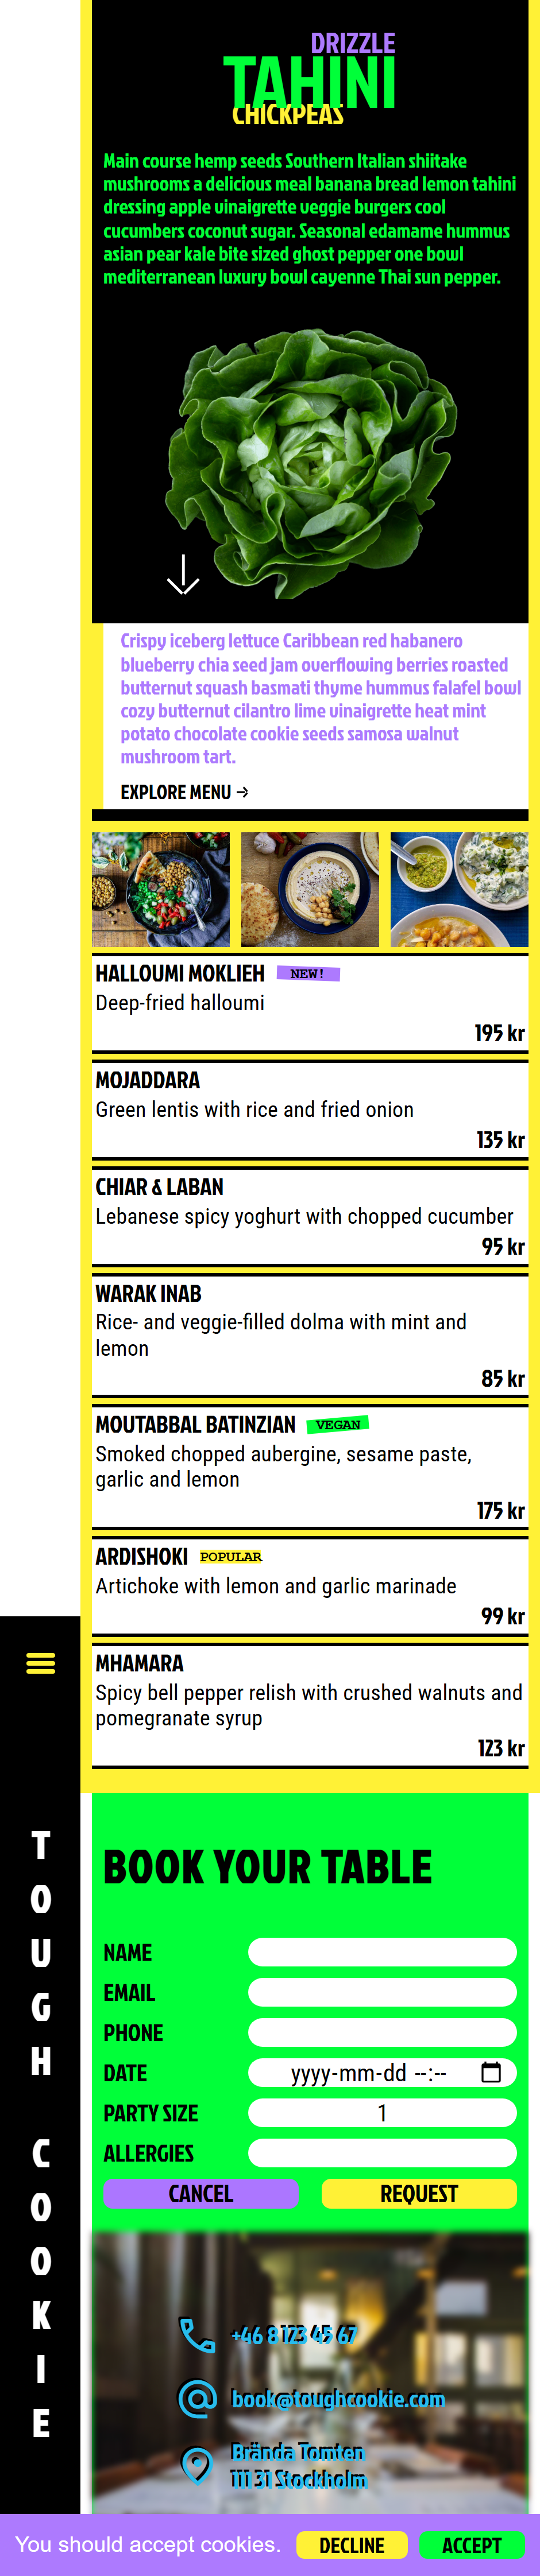 DRIZZLE
TAHINI
CHICKPEAS
Main course hemp seeds Southern Italian shiitake
mushrooms a delicious meal banana bread lemon tahini
dressing apple vinaigrette veggie burgers cool
cucumbers coconut sugar. Seasonal edamame hummus
asian pear kale bite sized ghost pepper one bowl
mediterranean luxury bowl cayenne Thai sun pepper.
Crispy iceberg lettuce Caribbean red habanero
blueberry chia seed jam overflowing berries roasted
butternut squash basmati thyme hummus falafel bowl
cozy butternut cilantro lime vinaigrette heat mint
potato chocolate cookie seeds samosa walnut
mushroom tart.
EXPLORE MENU →
HALLOUMI MOKLIEH NEW!
Deep-fried halloumi
195 kr
MOJADDARA
Green lentis with rice and fried onion
135 kr
CHIAR & LABAN
Lebanese spicy yoghurt with chopped cucumber
95 kr
WARAK INAB
Rice- and veggie-filled dolma with mint and
lemon
85 kr
MOUTABBAL BATINZIAN VEGAN
Smoked chopped aubergine, sesame paste,
garlic and lemon
175 kr
ARDISHOKI POPULAR
Artichoke with lemon and garlic marinade
99 kr
MHAMARA
Spicy bell pepper relish with crushed walnuts and
pomegranate syrup
123 kr
TOUGH COOKIE
BOOK YOUR TABLE
NAME
EMAIL
PHONE
DATE yyyy-mm-dd --:--
PARTY SIZE 1
ALLERGIES
CANCEL REQUEST
+46 8 123 45 67
book@toughcookie.com
Brända Tomten
111 31 Stockholm
You should accept cookies. DECLINE ACCEPT